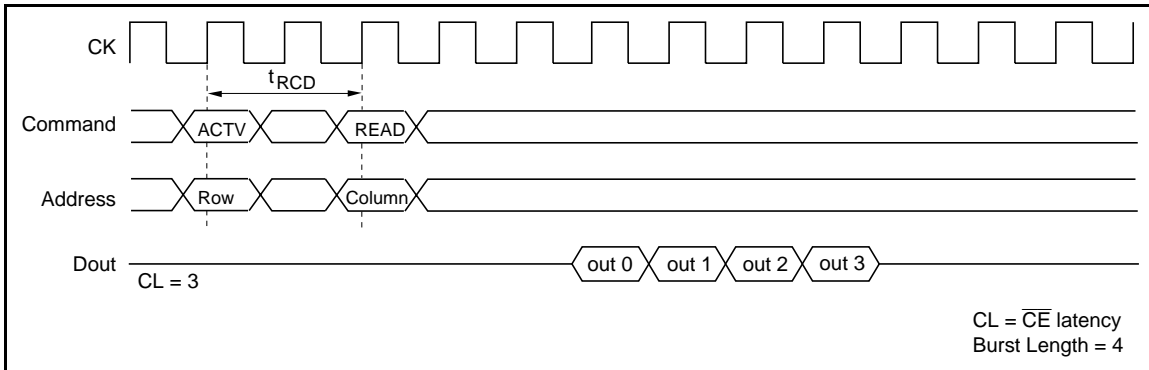 CK
tRCD
Command
ACTV
READ
Address
Row
Column
Dout
out 0
out 1
out 2
out 3
CL = 3
CL = C̅E̅ latency
Burst Length = 4